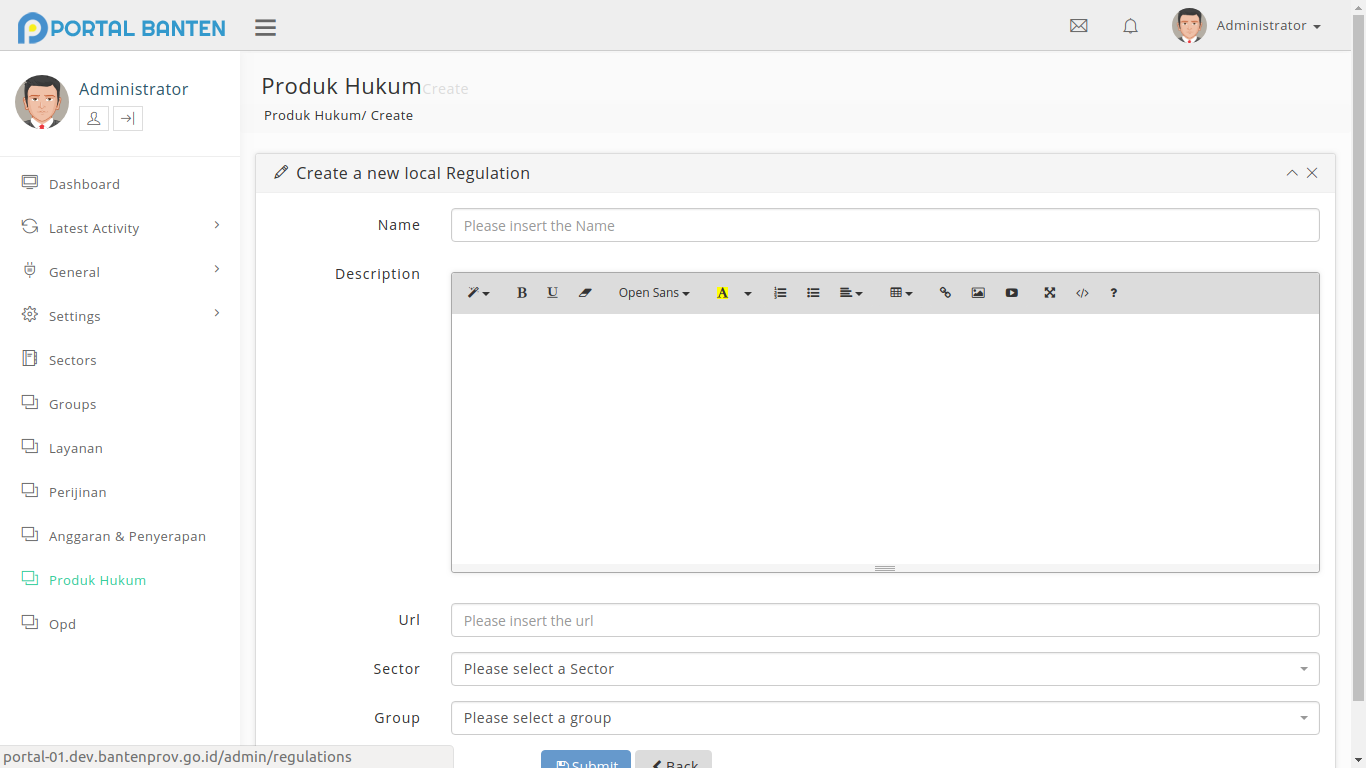 PORTAL BANTEN
Administrator
Administrator
Dashboard
Latest Activity
General
Settings
Sectors
Groups
Layanan
Perijinan
Anggaran & Penyerapan
Produk Hukum
Opd
Produk Hukum Create
Produk Hukum/ Create
Create a new local Regulation
Name Please insert the Name
Description
B U Open Sans A </> ?
Url Please insert the url
Sector Please select a Sector
Group Please select a group
Submit Back
portal-01.dev.bantenprov.go.id/admin/regulations